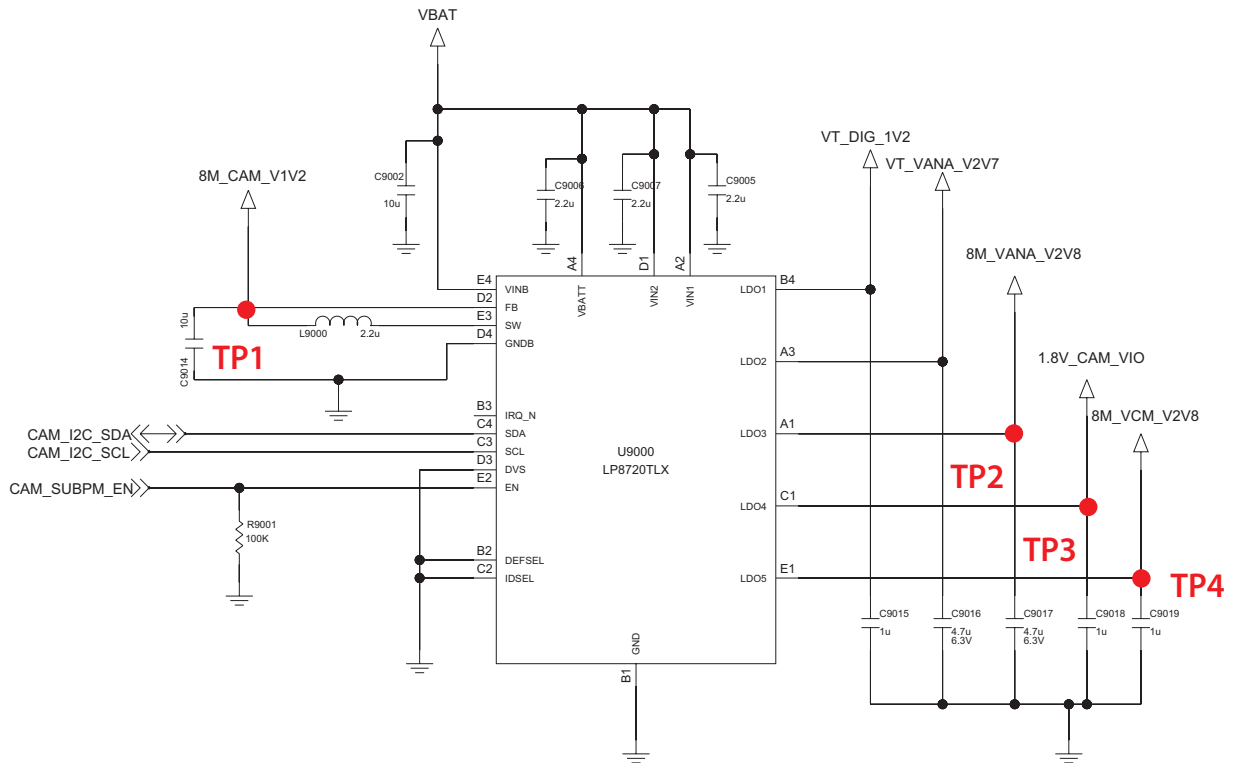 VBAT
VT_DIG_1V2
VT_VANA_V2V7
8M_CAM_V1V2
C9002
10u
C9006
2.2u
C9007
2.2u
C9005
2.2u
8M_VANA_V2V8
1.8V_CAM_VIO
8M_VCM_V2V8
A4
D1
A2
VBATT
VIN2
VIN1
E4
VINB
D2
FB
E3
SW
D4
GNDB
B4
LDO1
A3
LDO2
A1
LDO3
C1
LDO4
E1
LDO5
10u
C9014
TP1
L9000
2.2u
B3
IRQ_N
CAM_I2C_SDA
C4
SDA
CAM_I2C_SCL
C3
SCL
D3
DVS
CAM_SUBPM_EN
E2
EN
R9001
100K
B2
DEFSEL
C2
IDSEL
U9000
LP8720TLX
TP2
TP3
TP4
C9015
1u
C9016
4.7u
6.3V
C9017
4.7u
6.3V
C9018
1u
C9019
1u
GND
B1